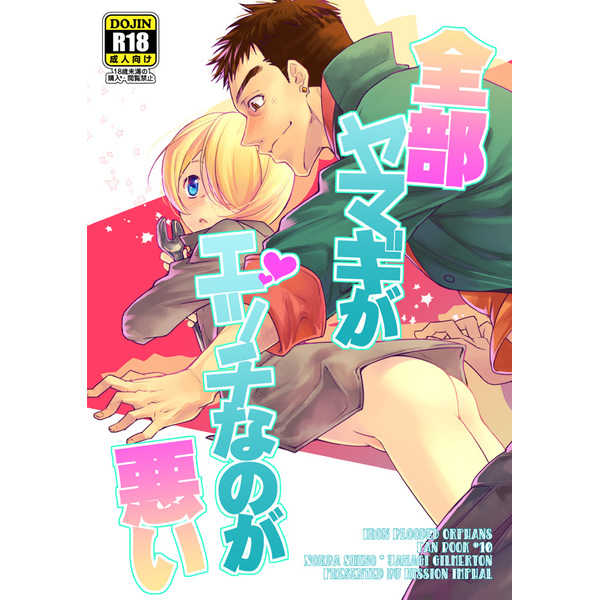 DOJIN
R18
成人向け
18歳未満の
購入・閲覧禁止
全部
ヤマギが
エッチなのが
悪い
IRON BLOODED ORPHANS
FAN BOOK #10
NORBA SHINO * YAMAGI GILMERTON
PRESENTED BY MISSION IMPUAL